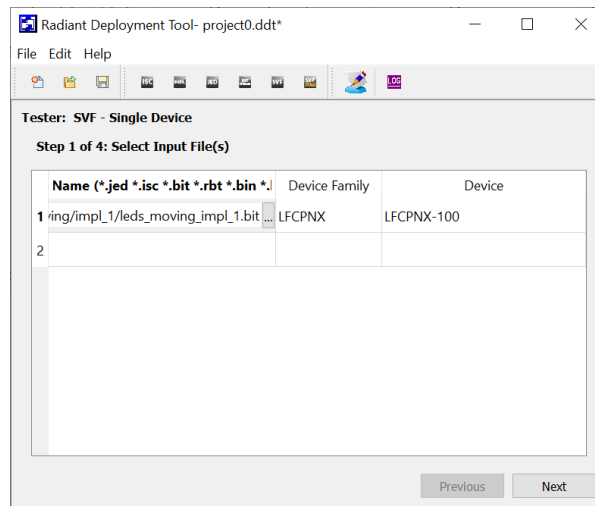 Radiant Deployment Tool- project0.ddt*
File Edit Help
ISC JED SVF LOG
Tester: SVF - Single Device
Step 1 of 4: Select Input File(s)
Name (*.jed *.isc *.bit *.rbt *.bin *. Device Family Device
1 ing/impl_1/leds_moving_impl_1.bit ... LFCPNX LFCPNX-100
2
Previous Next